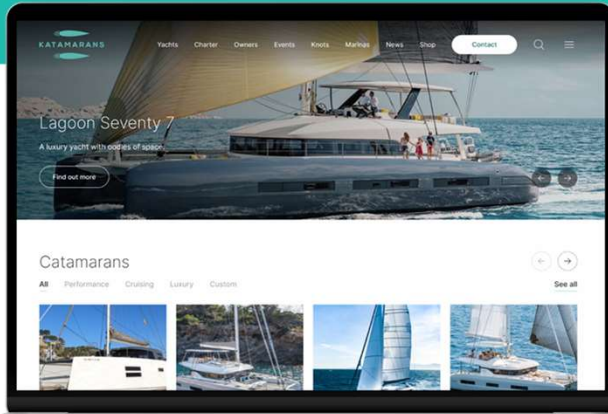 KATAMARANS
Yachts Charter Owners Events Knots Marinas News Shop Contact
Lagoon Seventy 7
A luxury yacht with oodles of space.
Find out more
Catamarans
All Performance Cruising Luxury Custom See all